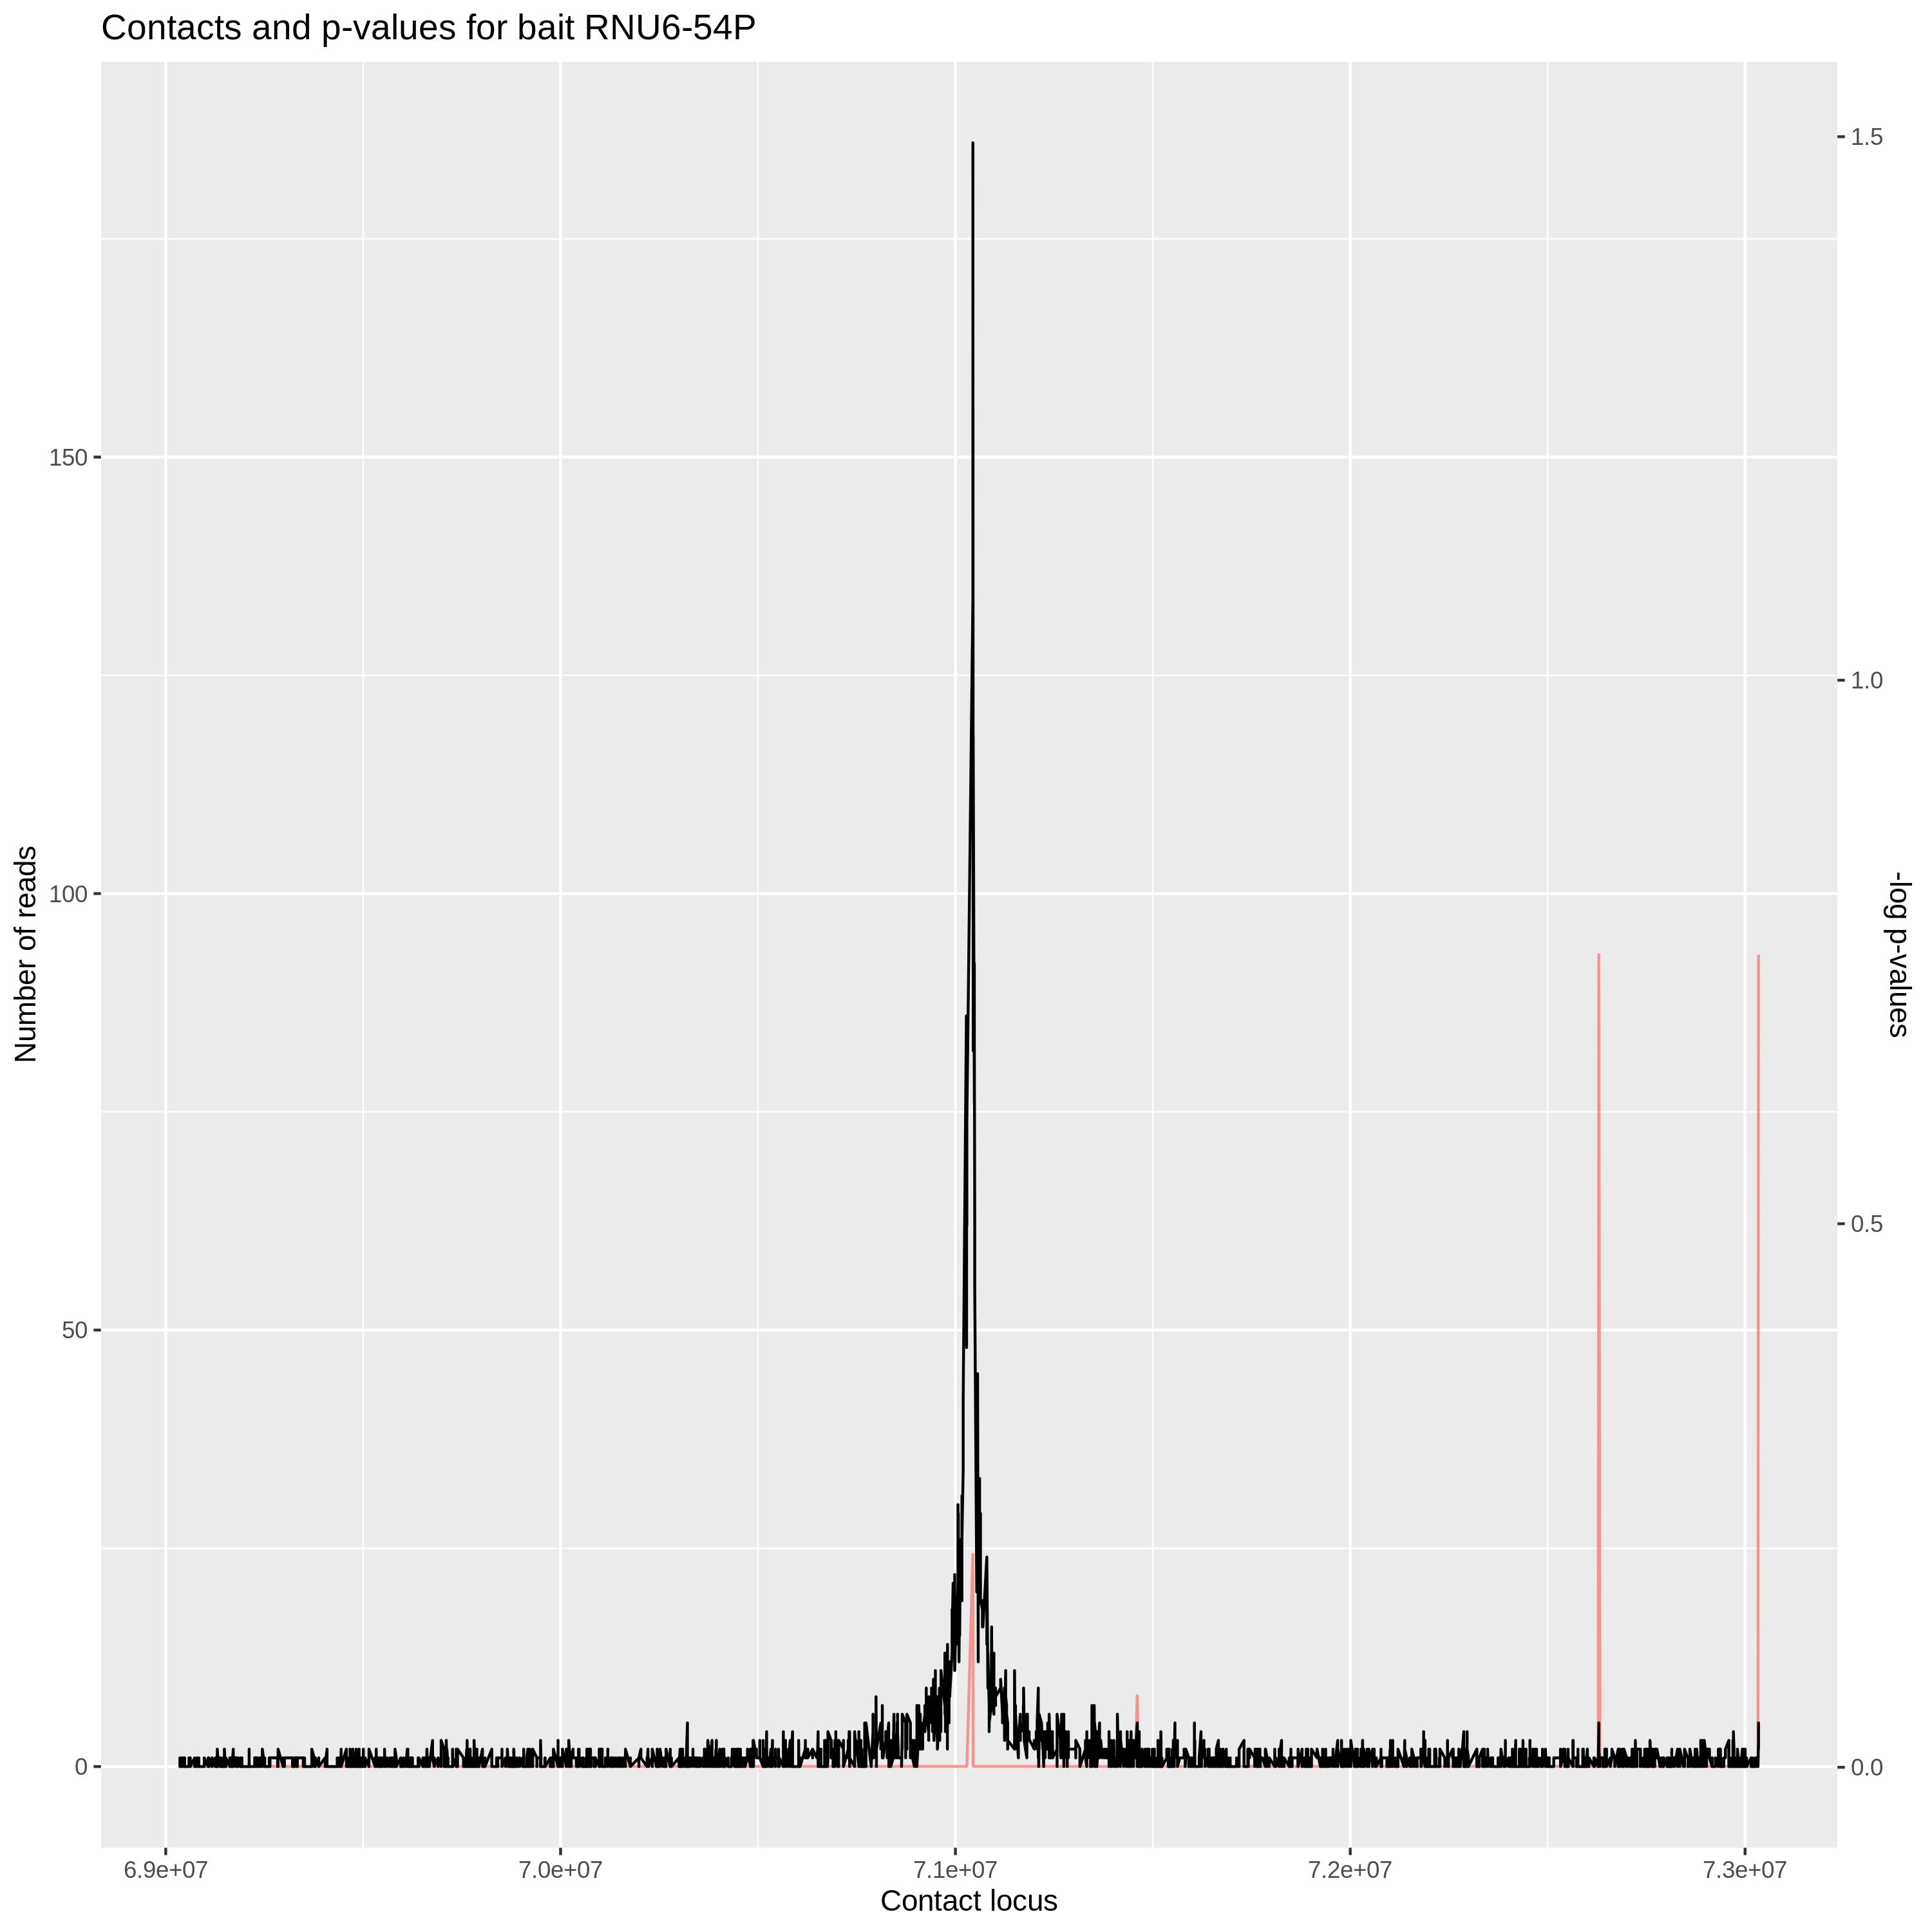 Contacts and p-values for bait RNU6-54P
1.5
150
1.0
100
Number of reads
-log p-values
0.5
50
0
0.0
6.9e+07
7.0e+07
7.1e+07
7.2e+07
7.3e+07
Contact locus